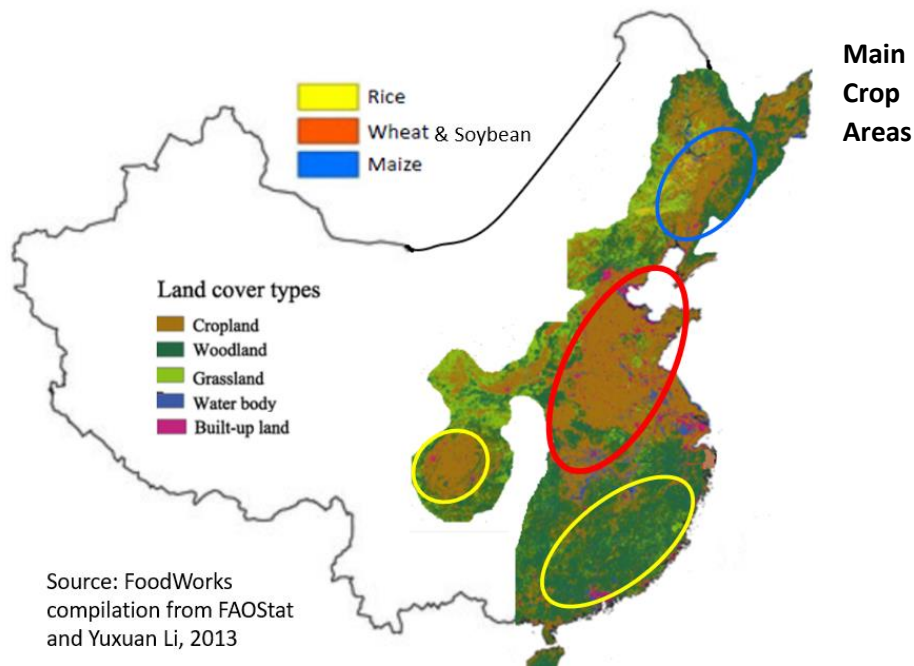 Main
Crop
Areas
Rice
Wheat & Soybean
Maize
Land cover types
Cropland
Woodland
Grassland
Water body
Built-up land
Source: FoodWorks
compilation from FAOStat
and Yuxuan Li, 2013